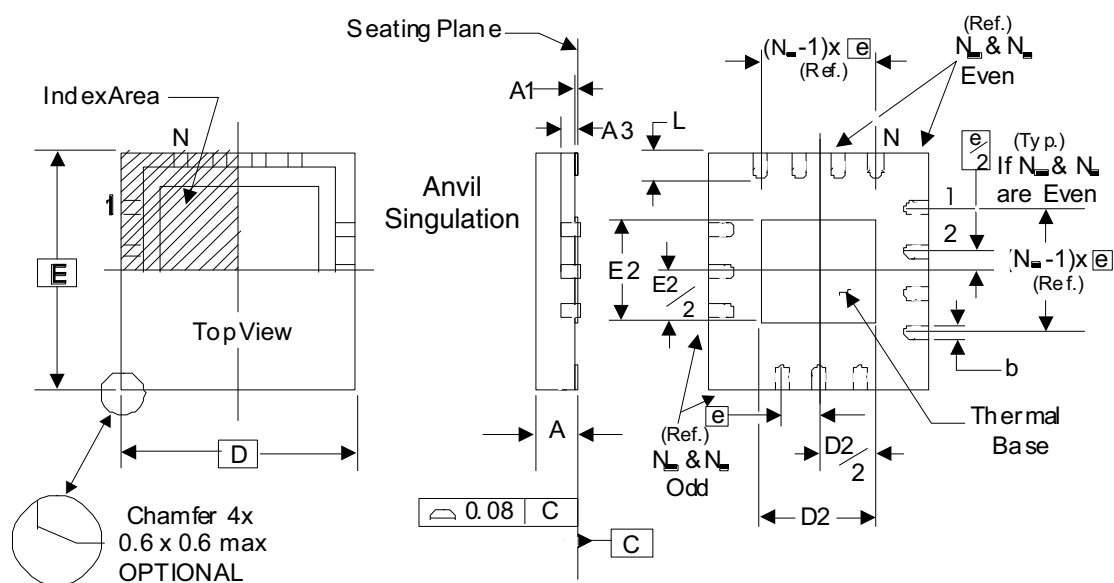 Seating Plane
Index Area
N
1
E
Top View
D
Chamfer 4x
0.6 x 0.6 max
OPTIONAL
A1
A3
Anvil
Singulation
A
0.08 C
C
L
E2
E2/2
(N -1)x e
(Ref.)
(Ref.)
N & N
Even
N
e/2
(Typ.)
If N & N
are Even
1
2
(N -1)x e
(Ref.)
b
Thermal
Base
e
(Ref.)
N & N
Odd
D2/2
D2